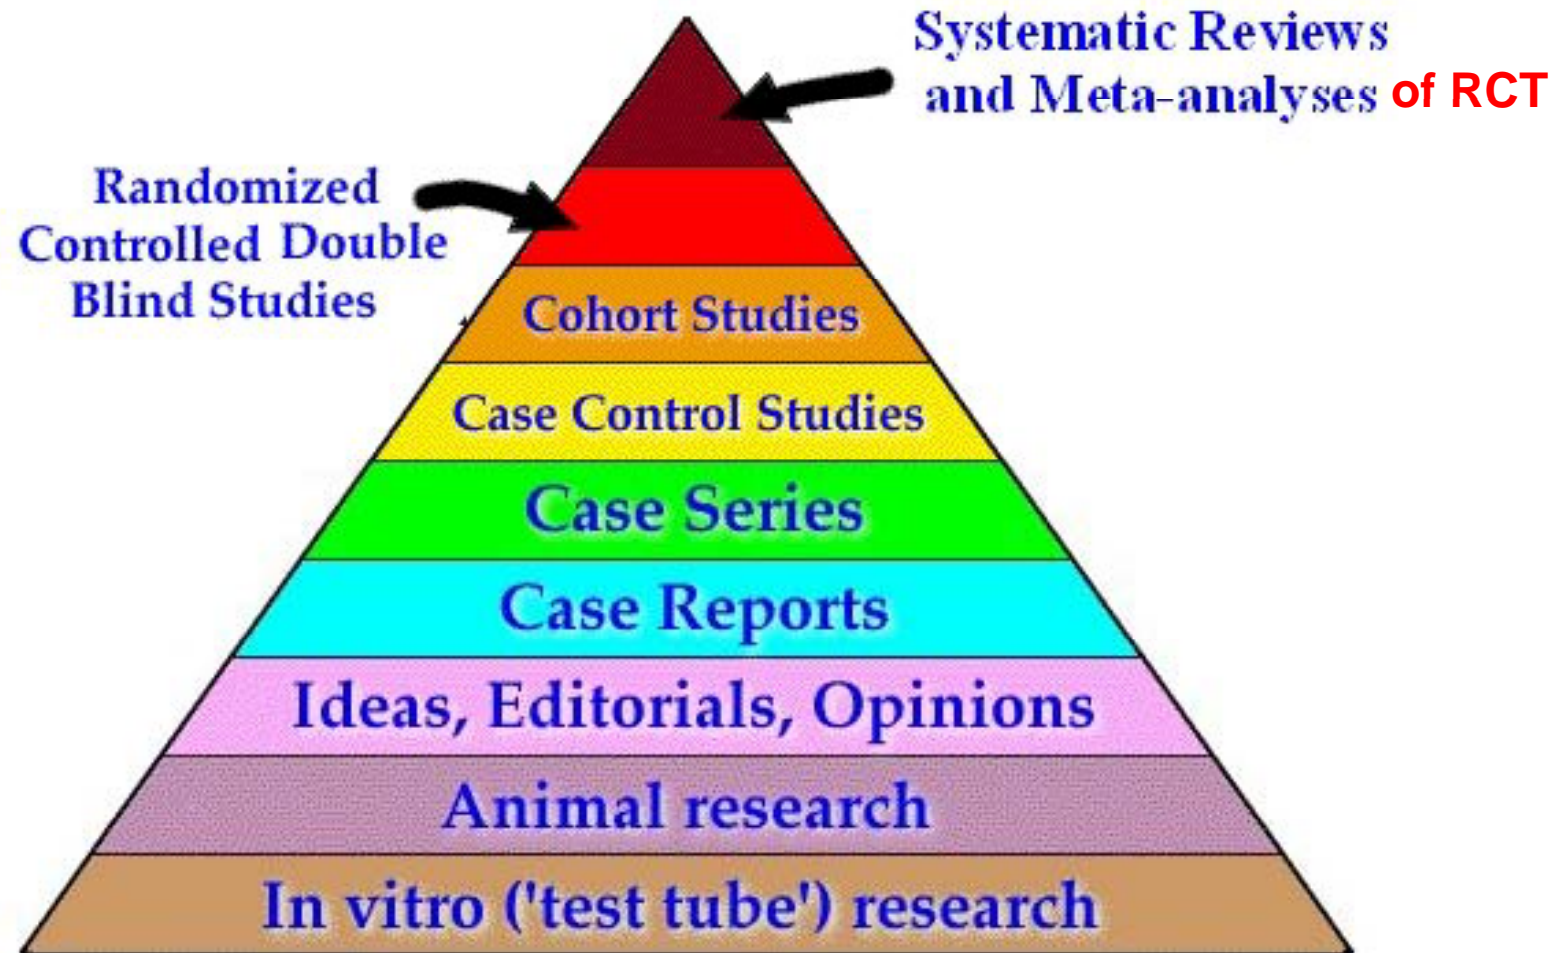 Systematic Reviews
and Meta-analyses of RCT
Randomized
Controlled Double
Blind Studies
Cohort Studies
Case Control Studies
Case Series
Case Reports
Ideas, Editorials, Opinions
Animal research
In vitro ('test tube') research